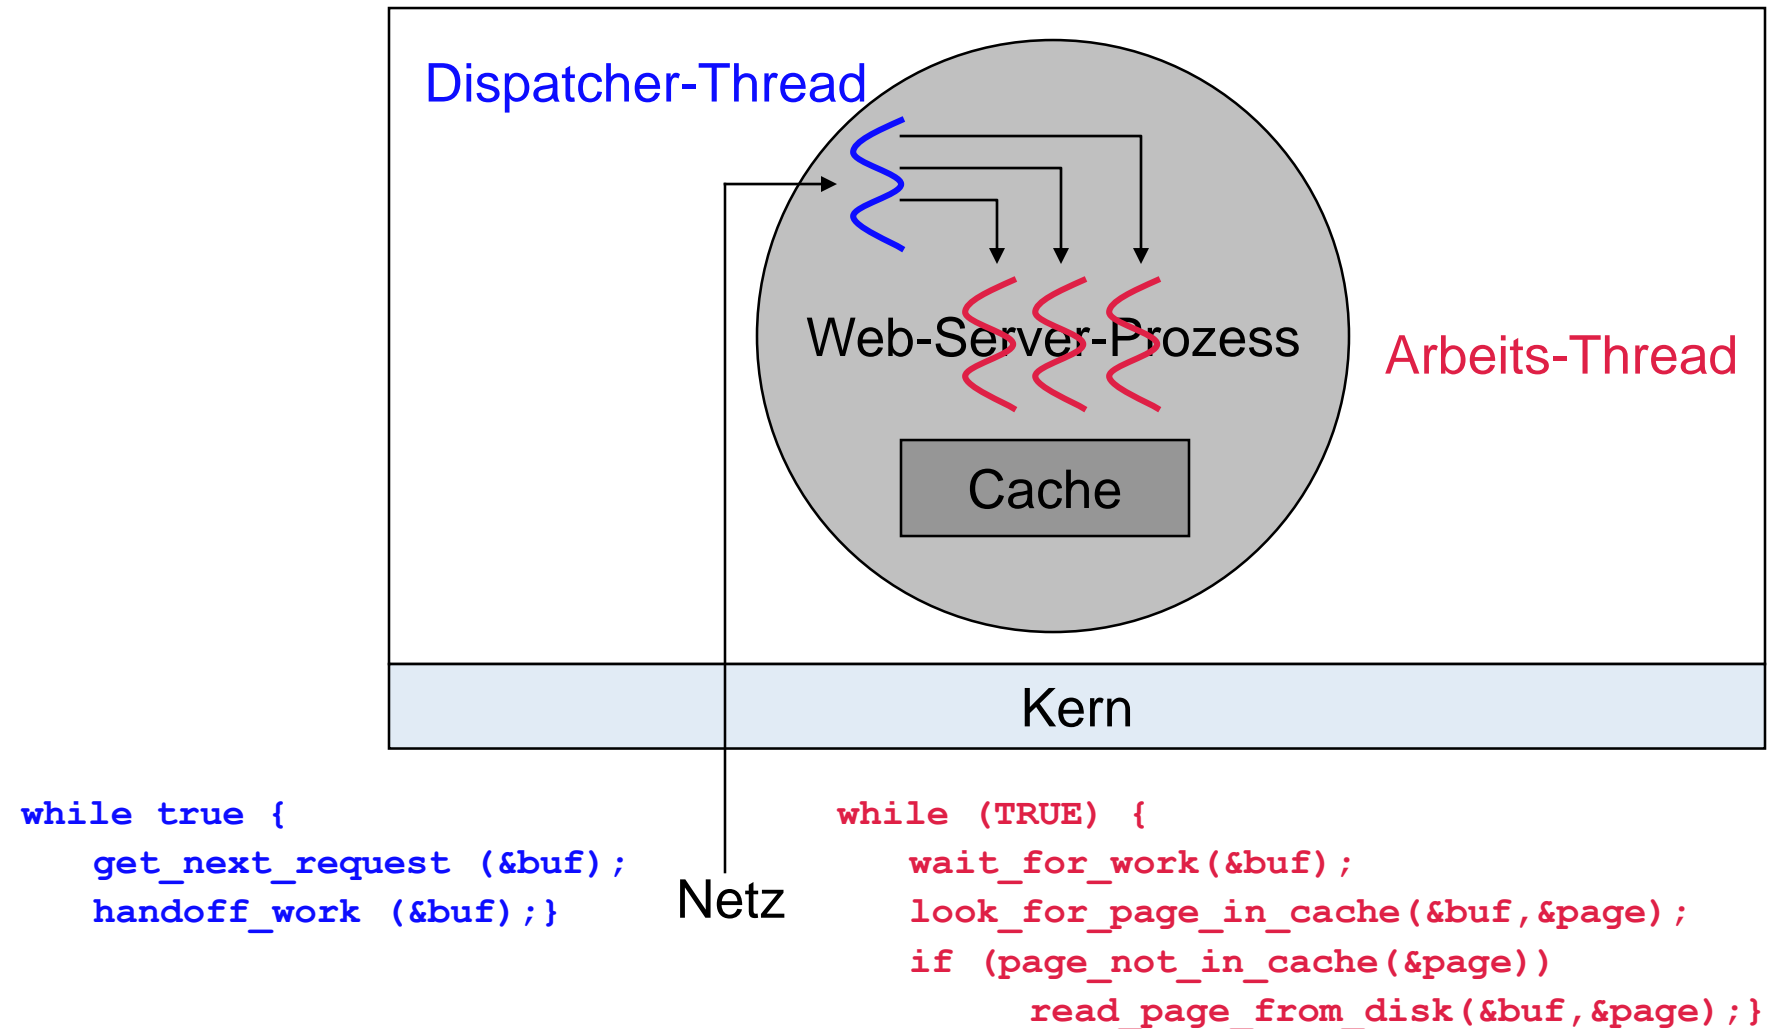 Dispatcher-Thread
Web-Server-Prozess
Arbeits-Thread
Cache
Kern
while true {
get_next_request (&buf);
handoff_work (&buf);}
Netz
while (TRUE) {
wait_for_work(&buf);
look_for_page_in_cache(&buf,&page);
if (page_not_in_cache(&page))
read_page_from_disk(&buf,&page);}